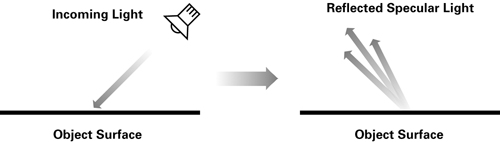 Incoming Light
Reflected Specular Light
Object Surface
Object Surface